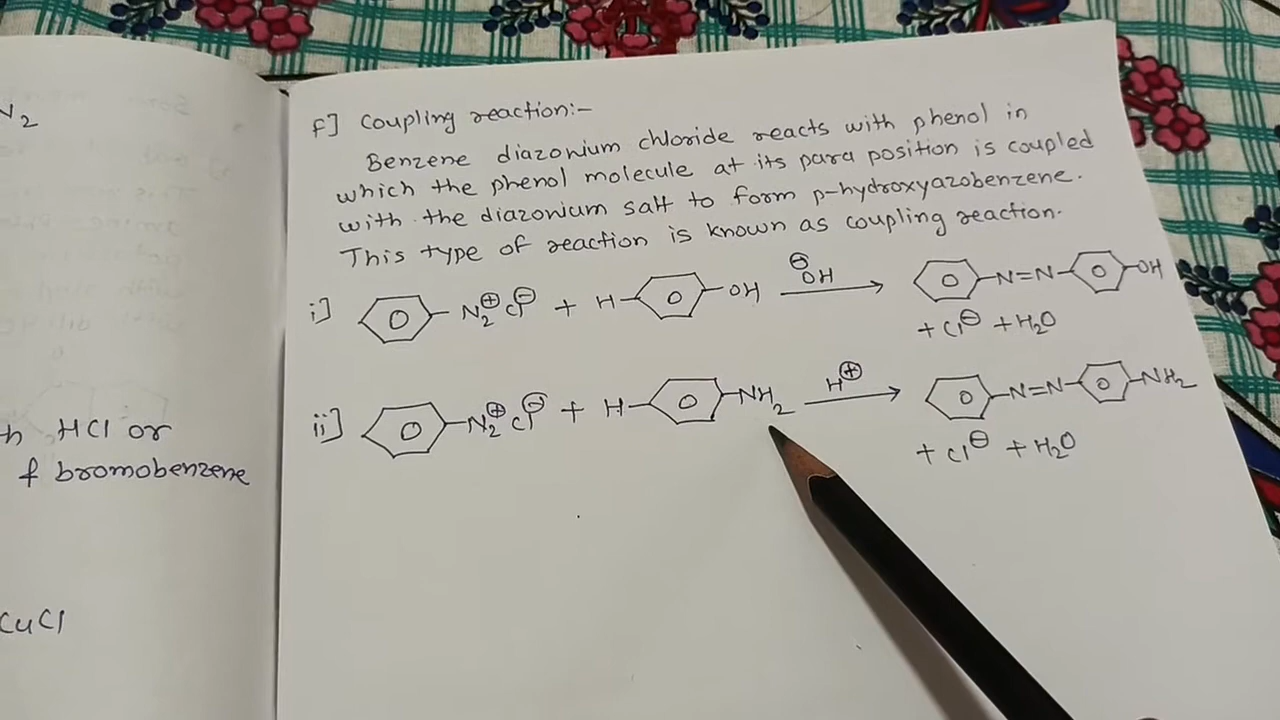 N2
h HCl or
f bromobenzene
CuCl
f] Coupling reaction:-
Benzene diazonium chloride reacts with phenol in
which the phenol molecule at its para position is coupled
with the diazonium salt to form p-hydroxyazobenzene.
This type of reaction is known as coupling reaction.
i] N2⊕ Cl⊖ + H- -OH ⊖OH → -N=N- -OH
+ Cl⊖ + H2O
ii] -N2⊕ Cl⊖ + H- -NH2 H⊕ → -N=N- -NH2
+ Cl⊖ + H2O